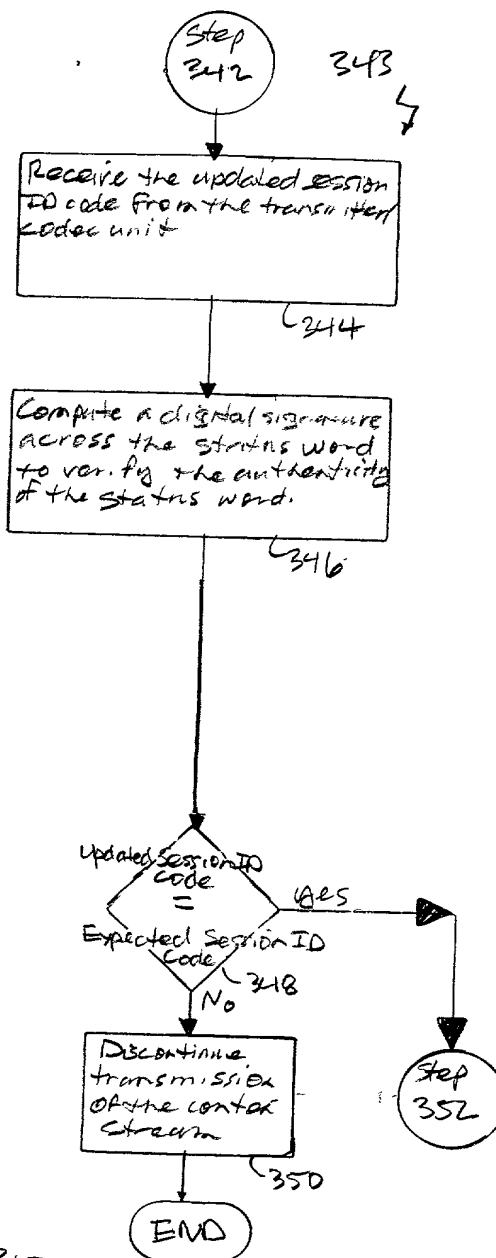 Step
342
343
Receive the updated session
ID code from the transmitter/
codec unit
344
Compute a digital signature
across the status word
to verify the authenticity
of the status word.
346
Updated Session ID
Code
=
Expected Session ID
Code
Yes
348
No
Discontinue
transmission
of the content
stream
350
Step
352
END